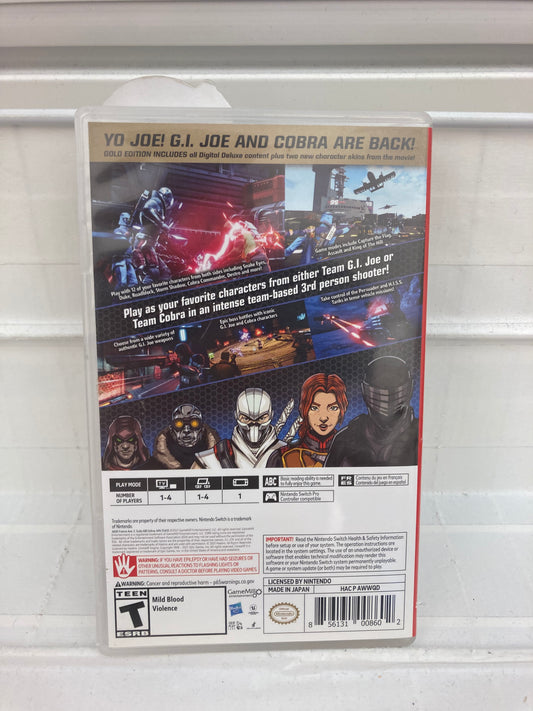 YO JOE! G.I. JOE AND COBRA ARE BACK!
GOLD EDITION INCLUDES all Digital Deluxe content plus two new character skins from the movie!
Play with 12 of your favorite characters from both sides including Snake Eyes,
Duke, Roadblock, Storm Shadow, Cobra Commander, Destro and more!
Game modes include Capture the Flag,
Assault and King of The Hill
Play as your favorite characters from either Team G.I. Joe or
Team Cobra in an intense team-based 3rd person shooter!
Choose from a wide variety of
authentic G.I. Joe weapons
Epic boss battles with iconic
G.I. Joe and Cobra characters
Take control of the Persuader and H.I.S.S.
Tanks in tense vehicle missions!
PLAY MODE
NUMBER
OF PLAYERS
1-4
1-4
1
ABC
Basic reading ability is needed
to fully enjoy this game.
FR
ES
Contenu du jeu en français
Contenido del juego en español
Nintendo Switch Pro
Controller compatible
Trademarks are property of their respective owners. Nintendo Switch is a trademark
of Nintendo.
WARNING: IF YOU HAVE EPILEPSY OR HAVE HAD SEIZURES OR
OTHER UNUSUAL REACTIONS TO FLASHING LIGHTS OR
PATTERNS, CONSULT A DOCTOR BEFORE PLAYING VIDEO GAMES.
WARNING: Cancer and reproductive harm - p65warnings.ca.gov
IMPORTANT! Read the Nintendo Switch Health & Safety Information
before setup or use of your system. The operation instructions are
located in the system settings. The use of an unauthorized device or
software that enables technical modification may render this
software or your Nintendo Switch system permanently unplayable.
A game or system update (or both) may be required to play.
TEEN
T
ESRB
Mild Blood
Violence
GameMill
Hasbro
Official
Nintendo
Seal
LICENSED BY NINTENDO
MADE IN JAPAN
HAC P AWWQD
8 56131 00860 2